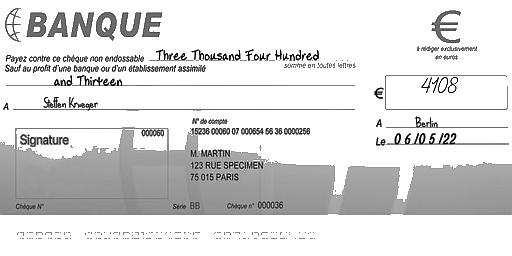 BANQUE
€
à rédiger exclusivement
en euros
Payez contre ce chèque non endossable Three Thousand Four Hundred
Sauf au profit d'une banque ou d'un établissement assimilé
somme en toutes lettres
and Thirteen
€ 4108
A Steffen Krueger
A Berlin
Le 06/05/22
Signature
000060
N° de compte
15236 00060 07 000654 56 36 0000256
M. MARTIN
123 RUE SPECIMEN
75 015 PARIS
Chèque N°
Série BB
Chèque n° 000036